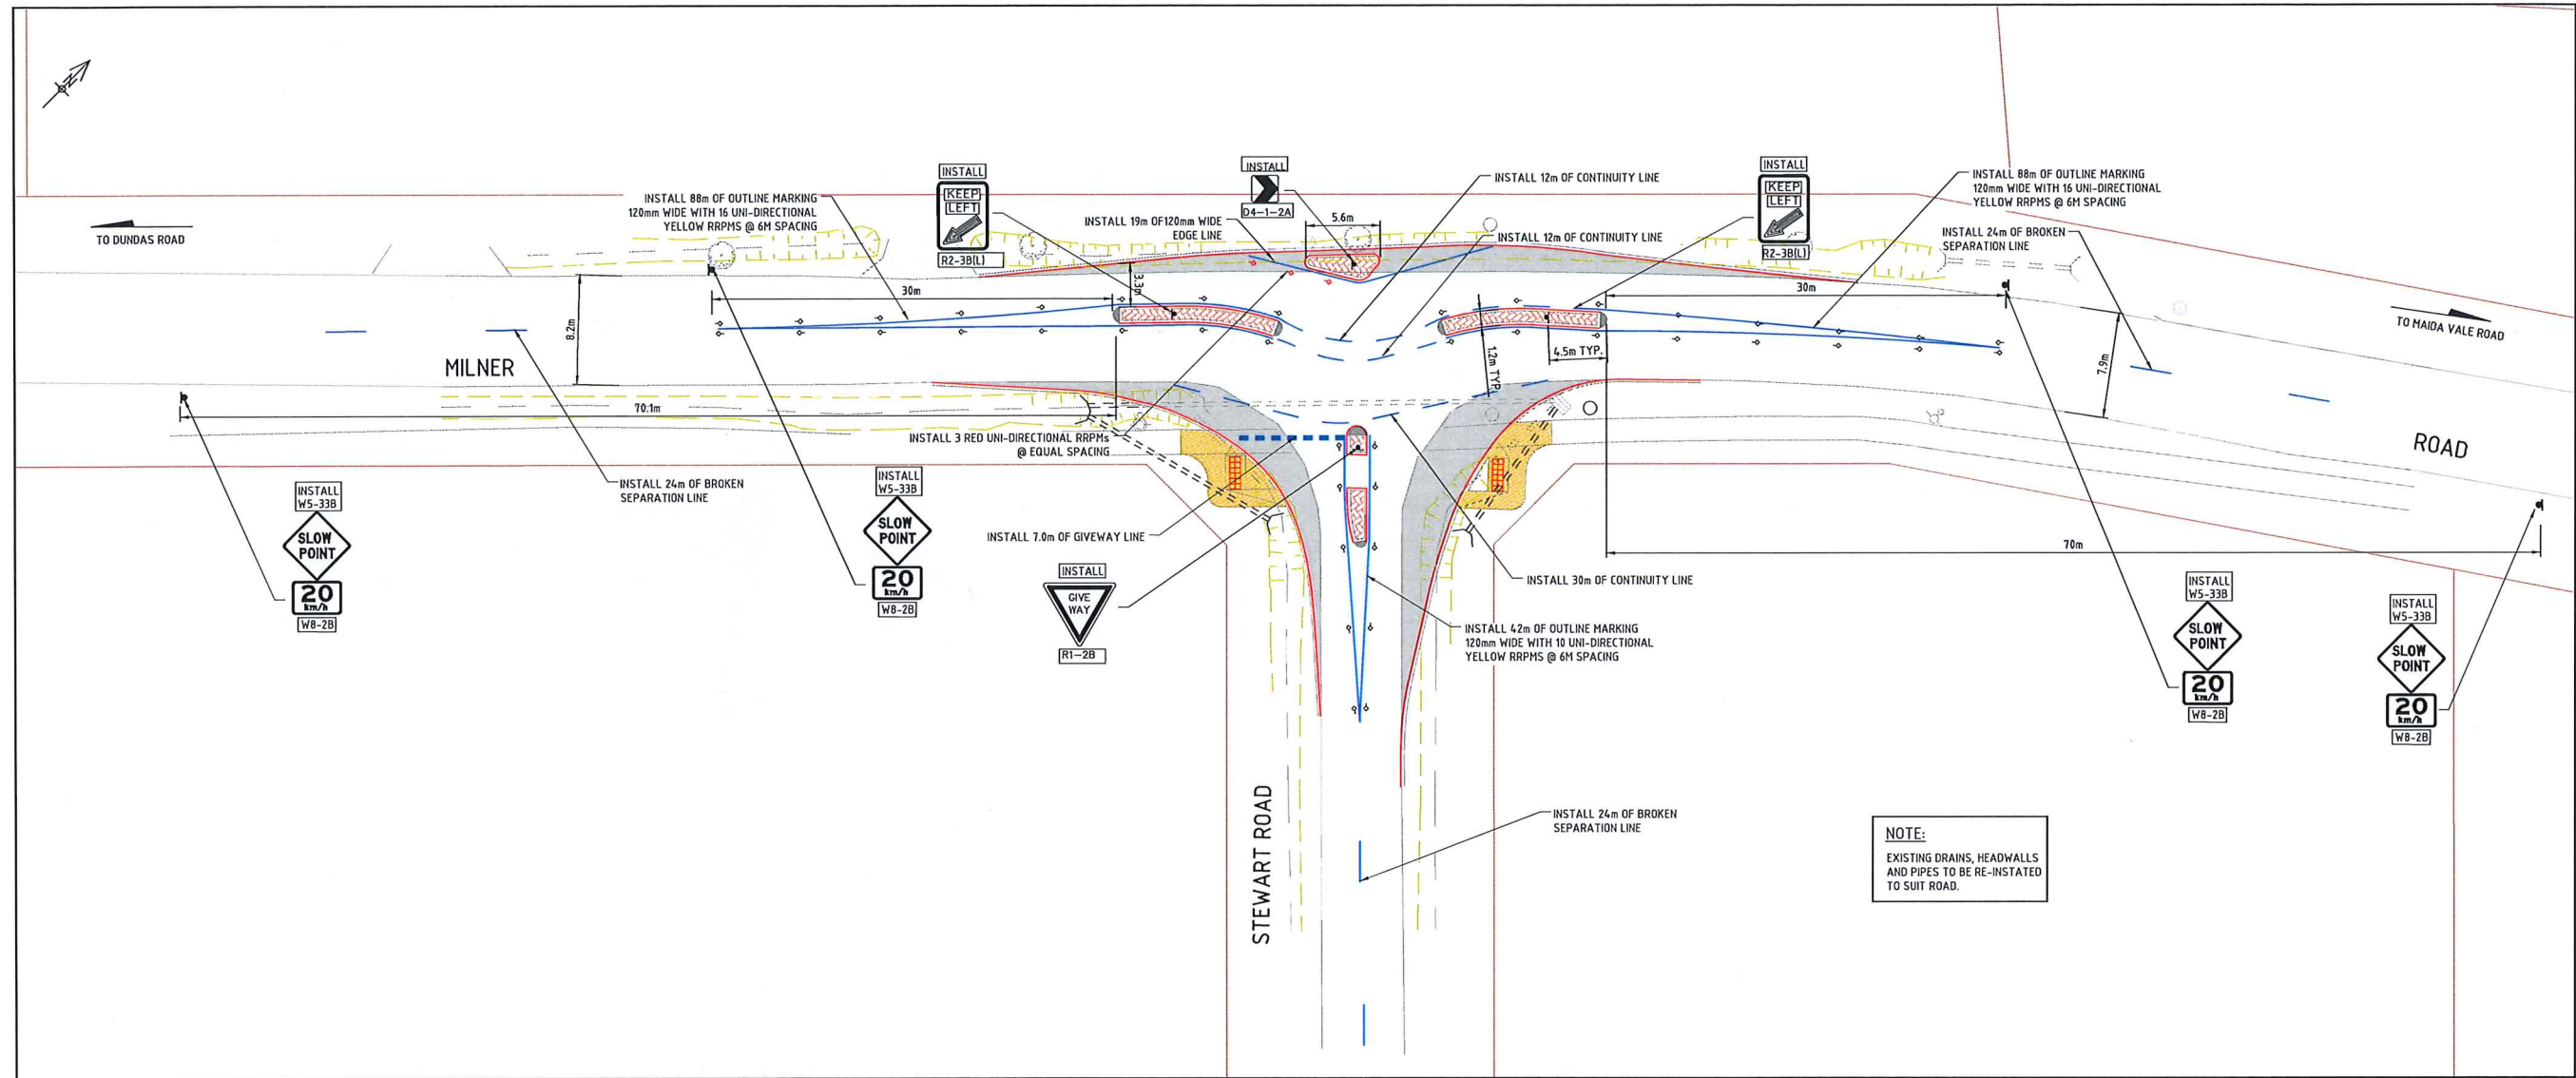 N
TO DUNDAS ROAD
INSTALL 88m OF OUTLINE MARKING
120mm WIDE WITH 16 UNI-DIRECTIONAL
YELLOW RRPMS @ 6M SPACING
INSTALL
KEEP
LEFT
R2-3B(L)
INSTALL 19m OF120mm WIDE
EDGE LINE
INSTALL
D4-1-2A
5.6m
INSTALL 12m OF CONTINUITY LINE
INSTALL 12m OF CONTINUITY LINE
INSTALL
KEEP
LEFT
R2-3B(L)
INSTALL 88m OF OUTLINE MARKING
120mm WIDE WITH 16 UNI-DIRECTIONAL
YELLOW RRPMS @ 6M SPACING
INSTALL 24m OF BROKEN
SEPARATION LINE
30m
3.3m
30m
TO MAIDA VALE ROAD
8.2m
MILNER
1.2m TYP.
4.5m TYP.
7.9m
70.1m
INSTALL 3 RED UNI-DIRECTIONAL RRPMs
@ EQUAL SPACING
ROAD
INSTALL 24m OF BROKEN
SEPARATION LINE
INSTALL
W5-33B
SLOW
POINT
20
km/h
W8-2B
INSTALL
W5-33B
SLOW
POINT
20
km/h
W8-2B
INSTALL 7.0m OF GIVEWAY LINE
INSTALL
GIVE
WAY
R1-2B
70m
INSTALL 30m OF CONTINUITY LINE
INSTALL 42m OF OUTLINE MARKING
120mm WIDE WITH 10 UNI-DIRECTIONAL
YELLOW RRPMS @ 6M SPACING
INSTALL
W5-33B
SLOW
POINT
20
km/h
W8-2B
INSTALL
W5-33B
SLOW
POINT
20
km/h
W8-2B
STEWART ROAD
INSTALL 24m OF BROKEN
SEPARATION LINE
NOTE:
EXISTING DRAINS, HEADWALLS
AND PIPES TO BE RE-INSTATED
TO SUIT ROAD.